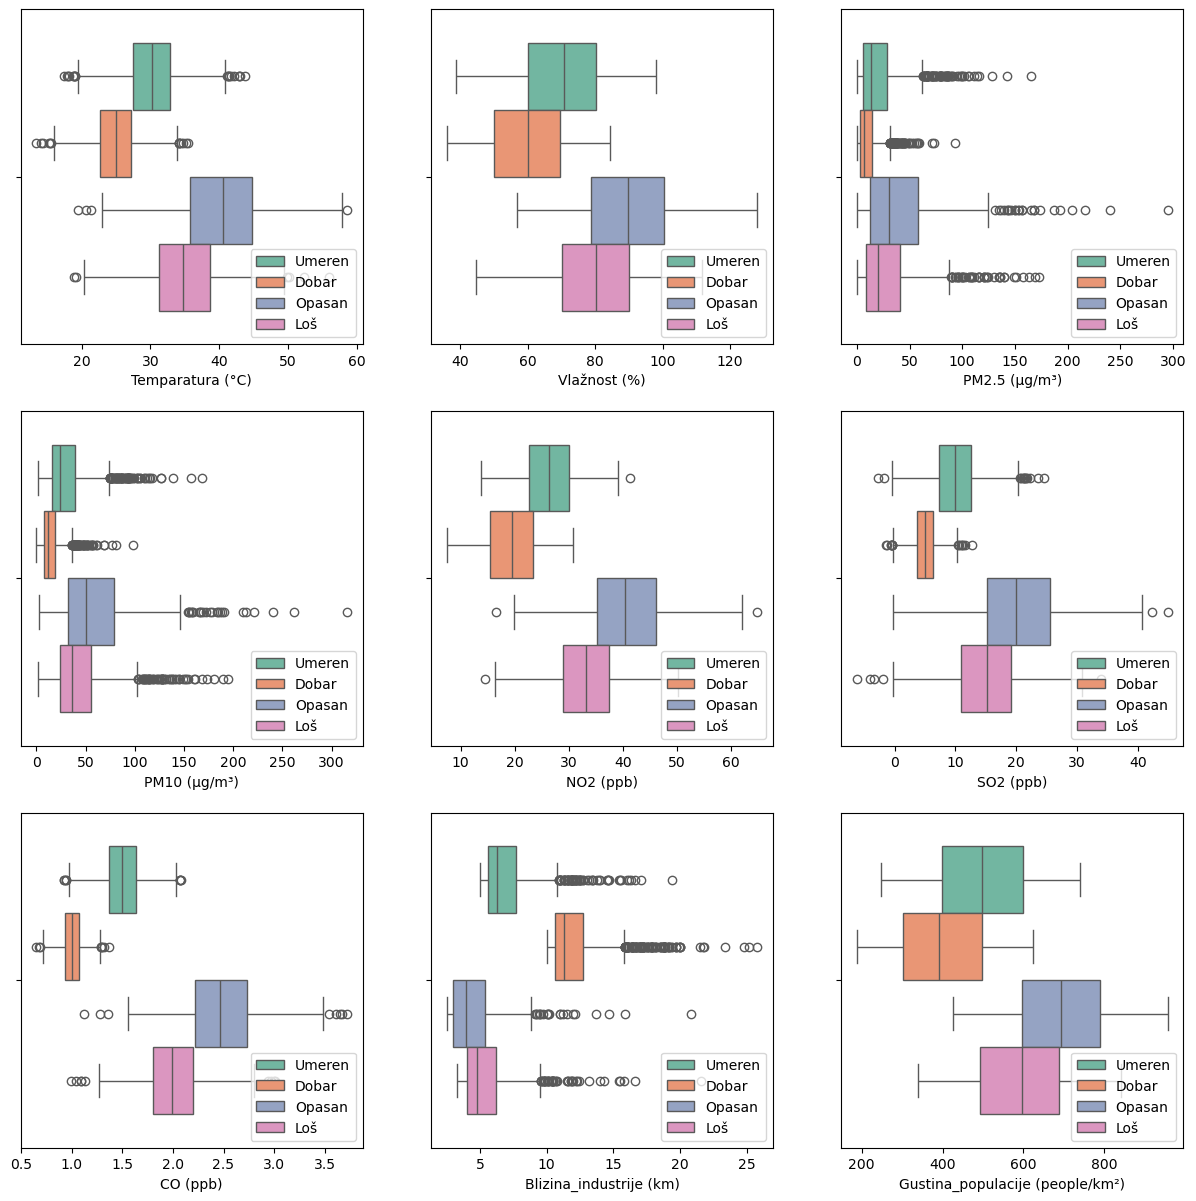 Umeren
Dobar
Opasan
Loš
20 30 40 50 60
Temparatura (°C)
Umeren
Dobar
Opasan
Loš
40 60 80 100 120
Vlažnost (%)
Umeren
Dobar
Opasan
Loš
0 50 100 150 200 250 300
PM2.5 (µg/m³)
Umeren
Dobar
Opasan
Loš
0 50 100 150 200 250 300
PM10 (µg/m³)
Umeren
Dobar
Opasan
Loš
10 20 30 40 50 60
NO2 (ppb)
Umeren
Dobar
Opasan
Loš
0 10 20 30 40
SO2 (ppb)
Umeren
Dobar
Opasan
Loš
0.5 1.0 1.5 2.0 2.5 3.0 3.5
CO (ppb)
Umeren
Dobar
Opasan
Loš
5 10 15 20 25
Blizina_industrije (km)
Umeren
Dobar
Opasan
Loš
200 400 600 800
Gustina_populacije (people/km²)